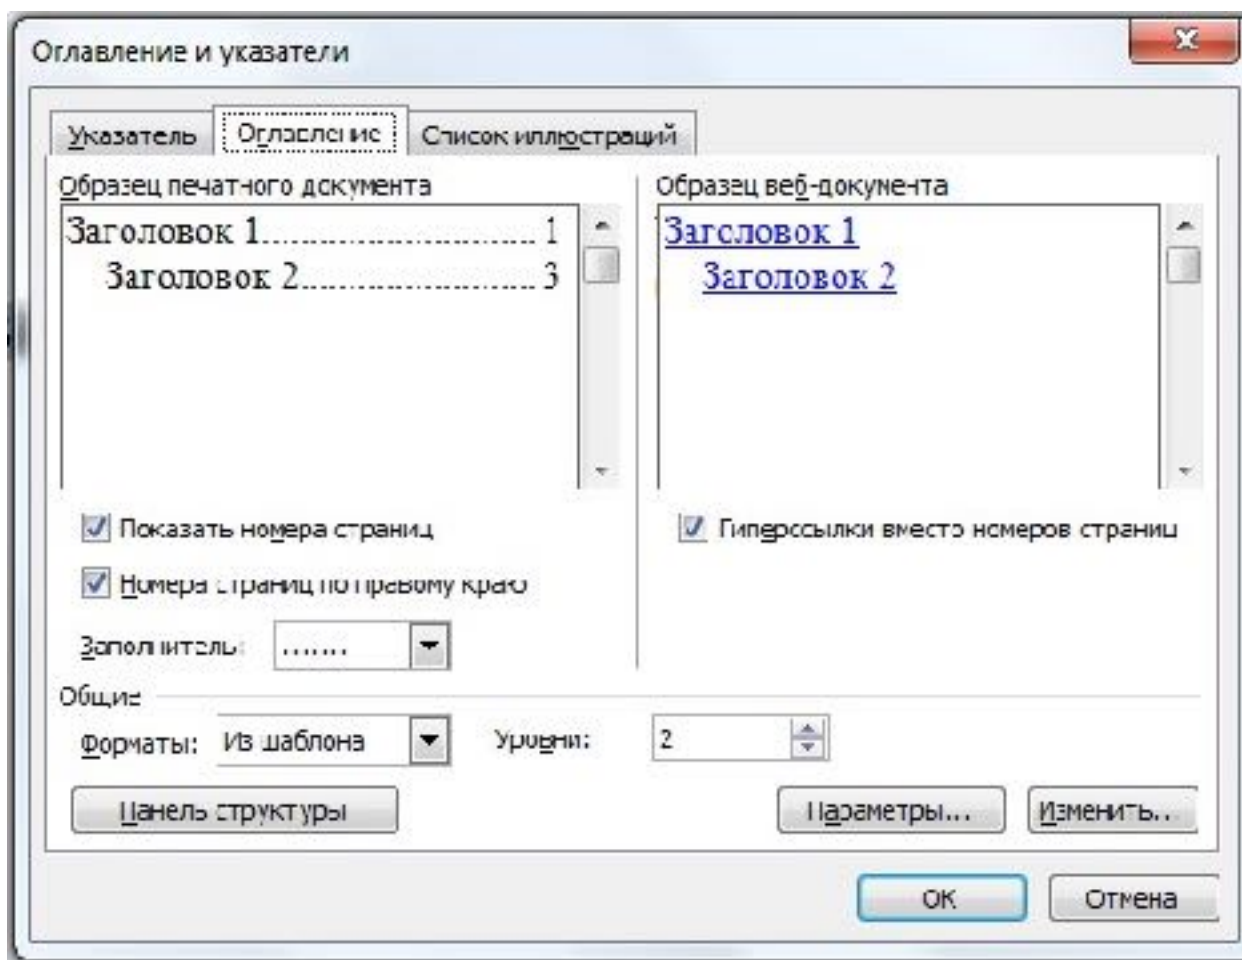 Оглавление и указатели
Указатель
Оглавление
Список иллюстраций
Образец печатного документа
Заголовок 1 1
Заголовок 2 3
Образец веб-документа
Заголовок 1
Заголовок 2
Показать номера страниц
Гиперссылки вместо номеров страниц
Номера страниц по правому краю
Заполнитель: .......
Общие
Форматы: Из шаблона
Уровни: 2
Панель структуры
Параметры...
Изменить...
ОК
Отмена